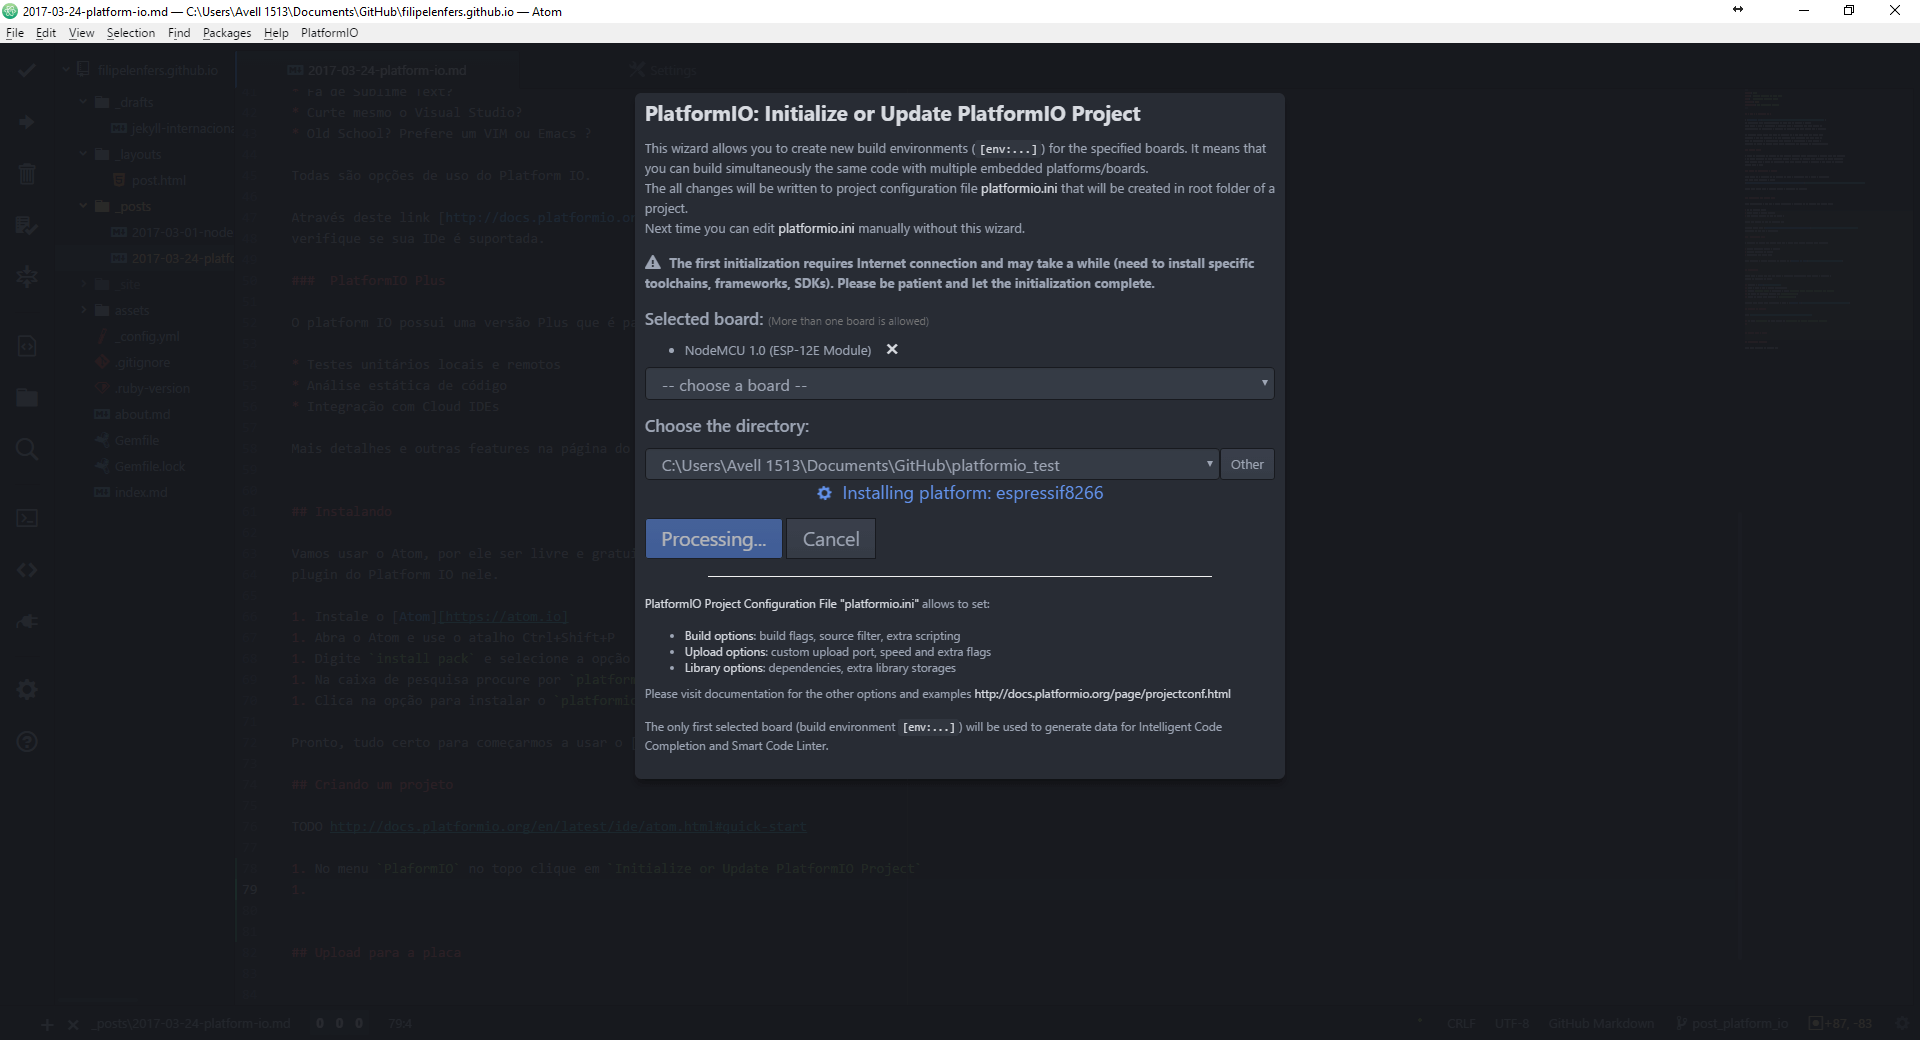 2017-03-24-platform-io.md — C:\Users\Avell 1513\Documents\GitHub\filipelenfers.github.io — Atom
File Edit View Selection Find Packages Help PlatformIO
filipelenfers.github.io
_drafts
jekyll-internaciona
_layouts
post.html
_posts
2017-03-01-node
2017-03-24-platfo
_site
assets
_config.yml
.gitignore
.ruby-version
about.md
Gemfile
Gemfile.lock
index.md
2017-03-24-platform-io.md
Settings
* Fã de Sublime Text?
* Curte mesmo o Visual Studio?
* Old School? Prefere um VIM ou Emacs ?
Todas são opções de uso do Platform IO.
Através deste link [http://docs.platformio.or
verifique se sua IDe é suportada.
### PlatformIO Plus
O platform IO possui uma versão Plus que é pa
* Testes unitários locais e remotos
* Análise estática de código
* Integração com Cloud IDEs
Mais detalhes e outras features na página do
## Instalando
Vamos usar o Atom, por ele ser livre e gratui
plugin do Platform IO nele.
1. Instale o [Atom][https://atom.io]
1. Abra o Atom e use o atalho Ctrl+Shift+P
1. Digite `install pack` e selecione a opção
1. Na caixa de pesquisa procure por `platform
1. Clica na opção para instalar o `platformio
Pronto, tudo certo para começarmos a usar o
## Criando um projeto
TODO http://docs.platformio.org/en/latest/ide/atom.html#quick-start
1. No menu `PlaformIO` no topo clique em `Initialize or Update PlatformIO Project`
79 1.
## Upload para a placa
PlatformIO: Initialize or Update PlatformIO Project
This wizard allows you to create new build environments ( [env:...] ) for the specified boards. It means that
you can build simultaneously the same code with multiple embedded platforms/boards.
The all changes will be written to project configuration file platformio.ini that will be created in root folder of a
project.
Next time you can edit platformio.ini manually without this wizard.
The first initialization requires Internet connection and may take a while (need to install specific
toolchains, frameworks, SDKs). Please be patient and let the initialization complete.
Selected board: (More than one board is allowed)
• NodeMCU 1.0 (ESP-12E Module)
-- choose a board --
Choose the directory:
C:\Users\Avell 1513\Documents\GitHub\platformio_test
Other
Installing platform: espressif8266
Processing... Cancel
PlatformIO Project Configuration File "platformio.ini" allows to set:
• Build options: build flags, source filter, extra scripting
• Upload options: custom upload port, speed and extra flags
• Library options: dependencies, extra library storages
Please visit documentation for the other options and examples http://docs.platformio.org/page/projectconf.html
The only first selected board (build environment [env:...] ) will be used to generate data for Intelligent Code
Completion and Smart Code Linter.
_posts\2017-03-24-platform-io.md 0 0 0 79:4
CRLF UTF-8 GitHub Markdown post_platform_io +87, -83